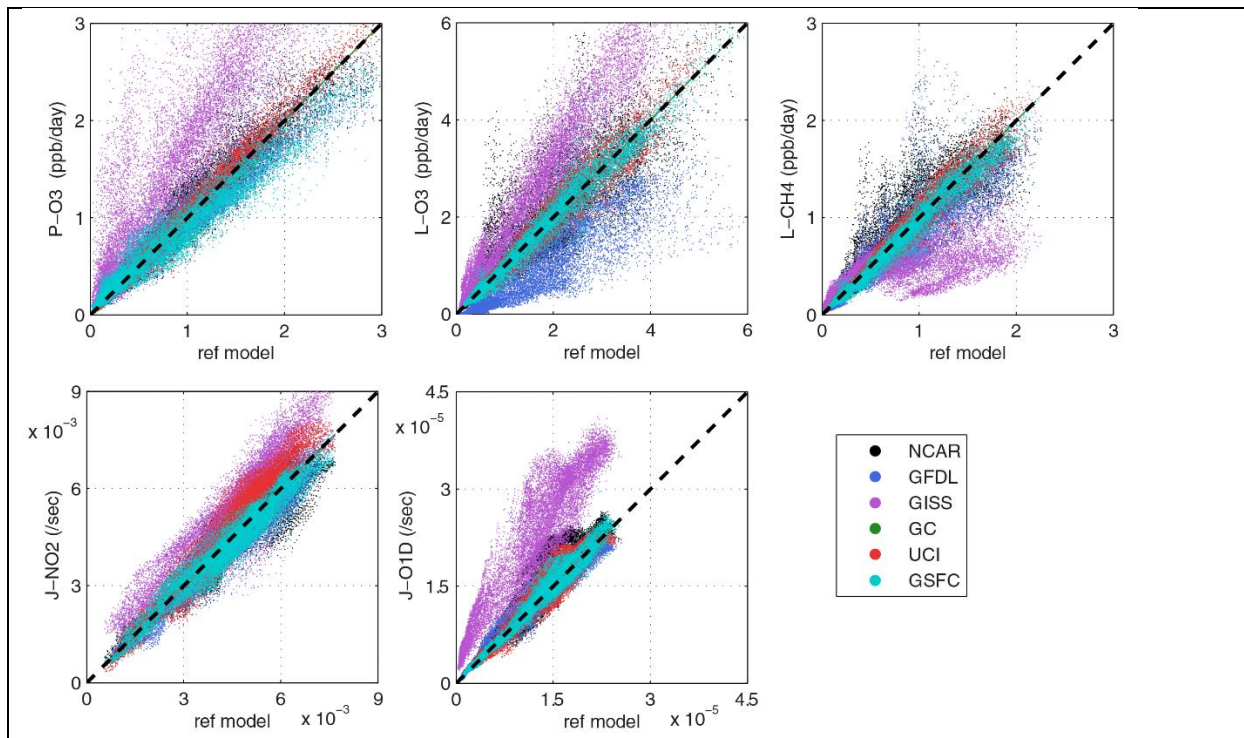 3
2
1
0
P-O3 (ppb/day)
0 1 2 3
ref model
6
4
2
0
L-O3 (ppb/day)
0 2 4 6
ref model
3
2
1
0
L-CH4 (ppb/day)
0 1 2 3
ref model
9
x 10⁻³
6
3
0
J-NO2 (/sec)
0 3 6 9
ref model x 10⁻³
4.5
x 10⁻⁵
3
1.5
0
J-O1D (/sec)
0 1.5 3 4.5
ref model x 10⁻⁵
NCAR
GFDL
GISS
GC
UCI
GSFC